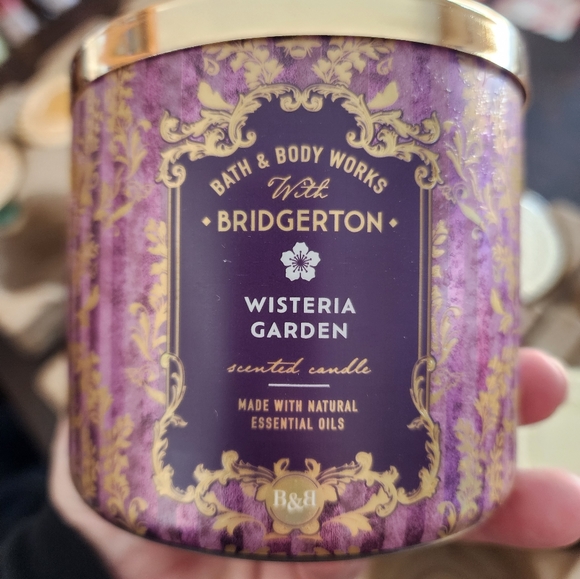 BATH & BODY WORKS
With
• BRIDGERTON •
WISTERIA
GARDEN
scented candle
MADE WITH NATURAL
ESSENTIAL OILS
B&B